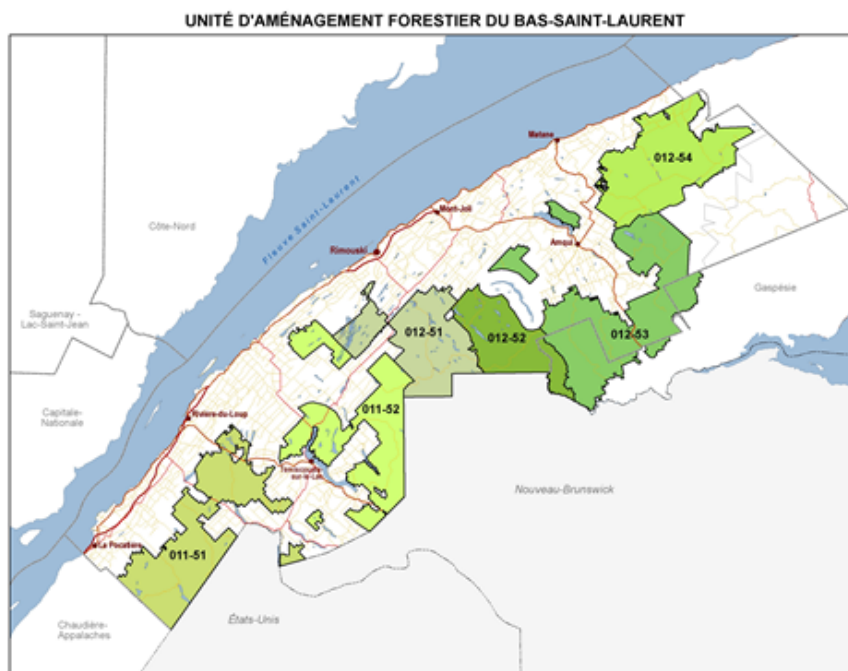 UNITÉ D'AMÉNAGEMENT FORESTIER DU BAS-SAINT-LAURENT
Matane
012-54
Fleuve Saint-Laurent
Mont-Joli
Côte-Nord
Rimouski
Amqui
Gaspésie
Saguenay -
Lac-Saint-Jean
012-51
012-52
012-53
011-52
Capitale-
Nationale
Rivière-du-Loup
Témiscouata-
sur-le-Lac
Nouveau-Brunswick
La Pocatière
011-51
États-Unis
Chaudière-
Appalaches